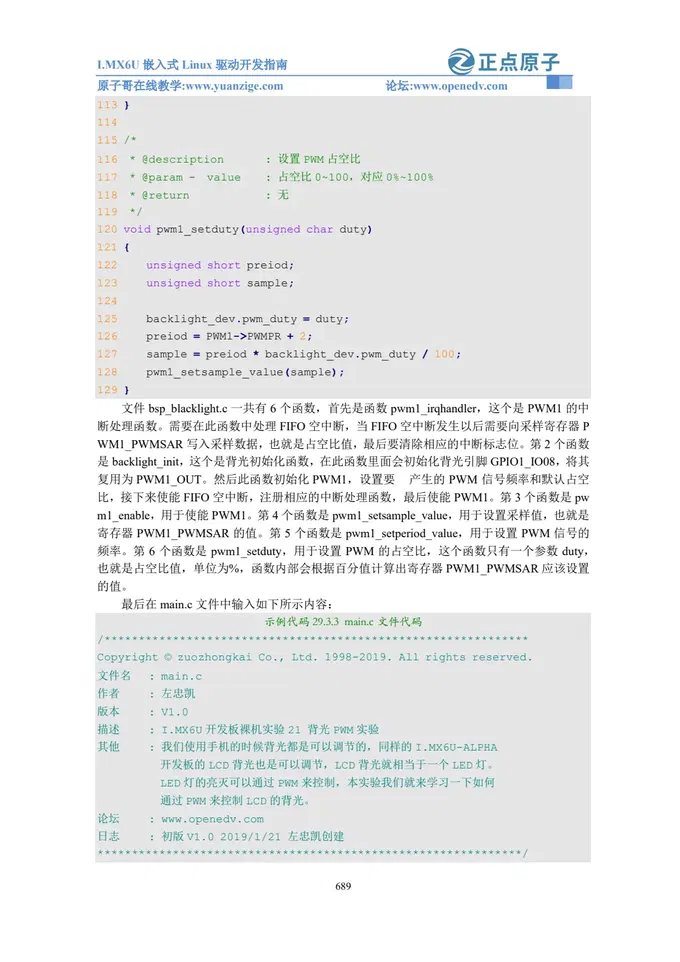 I.MX6U 嵌入式 Linux 驱动开发指南
正点原子
原子哥在线教学:www.yuanzige.com 论坛:www.openedv.com
113 }
114
115 /*
116 * @description : 设置 PWM 占空比
117 * @param - value : 占空比 0~100，对应 0%~100%
118 * @return : 无
119 */
120 void pwm1_setduty(unsigned char duty)
121 {
122 unsigned short preiod;
123 unsigned short sample;
124
125 backlight_dev.pwm_duty = duty;
126 preiod = PWM1->PWMPR + 2;
127 sample = preiod * backlight_dev.pwm_duty / 100;
128 pwm1_setsample_value(sample);
129 }
文件 bsp_blacklight.c 一共有 6 个函数，首先是函数 pwm1_irqhandler，这个是 PWM1 的中
断处理函数。需要在此函数中处理 FIFO 空中断，当 FIFO 空中断发生以后需要向采样寄存器 P
WM1_PWMSAR 写入采样数据，也就是占空比值，最后要清除相应的中断标志位。第 2 个函数
是 backlight_init，这个是背光初始化函数，在此函数里面会初始化背光引脚 GPIO1_IO08，将其
复用为 PWM1_OUT。然后此函数初始化 PWM1，设置要 产生的 PWM 信号频率和默认占空
比，接下来使能 FIFO 空中断，注册相应的中断处理函数，最后使能 PWM1。第 3 个函数是 pw
m1_enable，用于使能 PWM1。第 4 个函数是 pwm1_setsample_value，用于设置采样值，也就是
寄存器 PWM1_PWMSAR 的值。第 5 个函数是 pwm1_setperiod_value，用于设置 PWM 信号的
频率。第 6 个函数是 pwm1_setduty，用于设置 PWM 的占空比，这个函数只有一个参数 duty，
也就是占空比值，单位为%，函数内部会根据百分值计算出寄存器 PWM1_PWMSAR 应该设置
的值。
最后在 main.c 文件中输入如下所示内容：
示例代码 29.3.3 main.c 文件代码
/**************************************************************
Copyright © zuozhongkai Co., Ltd. 1998-2019. All rights reserved.
文件名 : main.c
作者 : 左忠凯
版本 : V1.0
描述 : I.MX6U 开发板裸机实验 21 背光 PWM 实验
其他 : 我们使用手机的时候背光都是可以调节的，同样的 I.MX6U-ALPHA
开发板的 LCD 背光也是可以调节，LCD 背光就相当于一个 LED 灯。
LED 灯的亮灭可以通过 PWM 来控制，本实验我们就来学习一下如何
通过 PWM 来控制 LCD 的背光。
论坛 : www.openedv.com
日志 : 初版 V1.0 2019/1/21 左忠凯创建
**************************************************************/
689